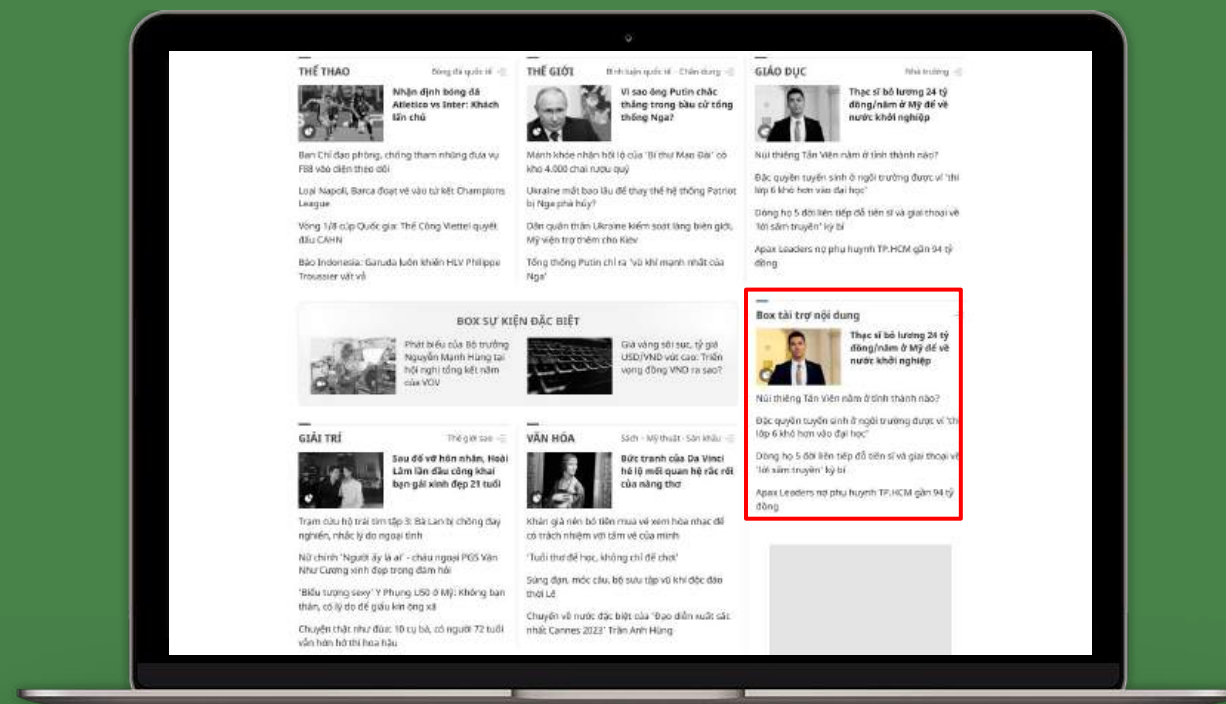 THỂ THAO
Bóng đá quốc tế
Nhận định bóng đá
Atletico vs Inter: Khách
lấn chủ
Ban Chỉ đạo phòng, chống tham nhũng đưa vụ
F88 vào diện theo dõi
Loại Napoli, Barca đoạt vé vào tứ kết Champions
League
Vòng 1/8 cúp Quốc gia: Thể Công Viettel quyết
đấu CAHN
Báo Indonesia: Garuda luôn khiến HLV Philippe
Troussier vất vả
THẾ GIỚI
Bình luận quốc tế - Chân dung
Vì sao ông Putin chắc
thắng trong bầu cử tổng
thống Nga?
Mánh khóe nhận hối lộ của 'Bí thư Mao Đài' có
kho 4.000 chai rượu quý
Ukraine mất bao lâu để thay thế hệ thống Patriot
bị Nga phá hủy?
Dân quân thân Ukraine kiểm soát làng biên giới,
Mỹ viện trợ thêm cho Kiev
Tổng thống Putin chỉ ra 'vũ khí mạnh nhất của
Nga'
GIÁO DỤC
Nhà trường
Thạc sĩ bỏ lương 24 tỷ
đồng/năm ở Mỹ để về
nước khởi nghiệp
Núi thiêng Tản Viên nằm ở tỉnh thành nào?
Đặc quyền tuyển sinh ở ngôi trường được ví 'thi
lớp 6 khó hơn vào đại học'
Dòng họ 5 đời liên tiếp đỗ tiến sĩ và giai thoại về
'lời sấm truyền' kỳ bí
Apax Leaders nợ phụ huynh TP.HCM gần 94 tỷ
đồng
BOX SỰ KIỆN ĐẶC BIỆT
Phát biểu của Bộ trưởng
Nguyễn Mạnh Hùng tại
hội nghị tổng kết năm
của VOV
Giá vàng sôi sục, tỷ giá
USD/VND vút cao: Triển
vọng đồng VND ra sao?
Box tài trợ nội dung
Thạc sĩ bỏ lương 24 tỷ
đồng/năm ở Mỹ để về
nước khởi nghiệp
Núi thiêng Tản Viên nằm ở tỉnh thành nào?
Đặc quyền tuyển sinh ở ngôi trường được ví 'thi
lớp 6 khó hơn vào đại học'
Dòng họ 5 đời liên tiếp đỗ tiến sĩ và giai thoại về
'lời sấm truyền' kỳ bí
Apax Leaders nợ phụ huynh TP.HCM gần 94 tỷ
đồng
GIẢI TRÍ
Thế giới sao
Sau đổ vỡ hôn nhân, Hoài
Lâm lần đầu công khai
bạn gái xinh đẹp 21 tuổi
Trạm cứu hộ trái tim tập 3: Bà Lan bị chồng đay
nghiến, nhắc lý do ngoại tình
Nữ chính 'Người ấy là ai' - cháu ngoại PGS Văn
Như Cương xinh đẹp trong đám hỏi
'Biểu tượng sexy' Y Phụng U50 ở Mỹ: Không bạn
thân, có lý do để giấu kín ông xã
Chuyện thật như đùa: 10 cụ bà, có người 72 tuổi
vẫn hớn hở thi hoa hậu
VĂN HÓA
Sách - Mỹ thuật - Sân khấu
Bức tranh của Da Vinci
hé lộ mối quan hệ rắc rối
của nàng thơ
Khán giả nên bỏ tiền mua vé xem hòa nhạc để
có trách nhiệm với tấm vé của mình
'Tuổi thơ để học, không chỉ để chơi'
Súng đạn, móc câu, bộ sưu tập vũ khí độc đáo
thời Lê
Chuyến về nước đặc biệt của 'Đạo diễn xuất sắc
nhất Cannes 2023' Trần Anh Hùng